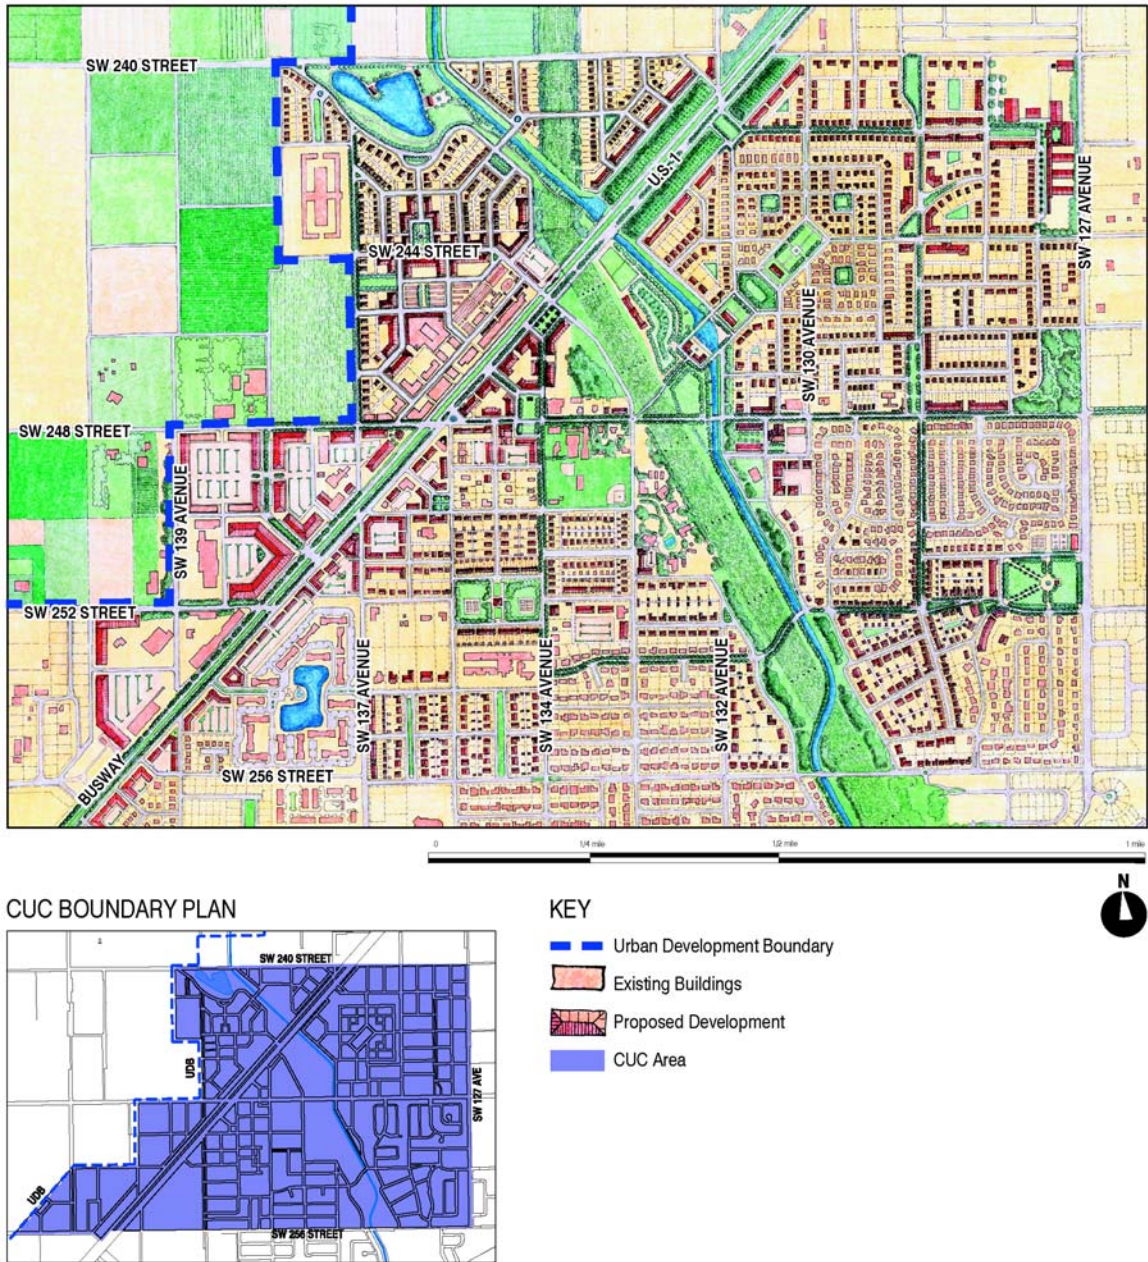 SW 240 STREET
U.S.-1
SW 127 AVENUE
SW 244 STREET
SW 130 AVENUE
SW 248 STREET
SW 139 AVENUE
SW 252 STREET
SW 137 AVENUE
SW 134 AVENUE
SW 132 AVENUE
BUSWAY
SW 256 STREET
0 1/4 mile 1/2 mile 1 mile
N
CUC BOUNDARY PLAN
SW 240 STREET
UDB
SW 127 AVE
UDB
SW 256 STREET
KEY
Urban Development Boundary
Existing Buildings
Proposed Development
CUC Area